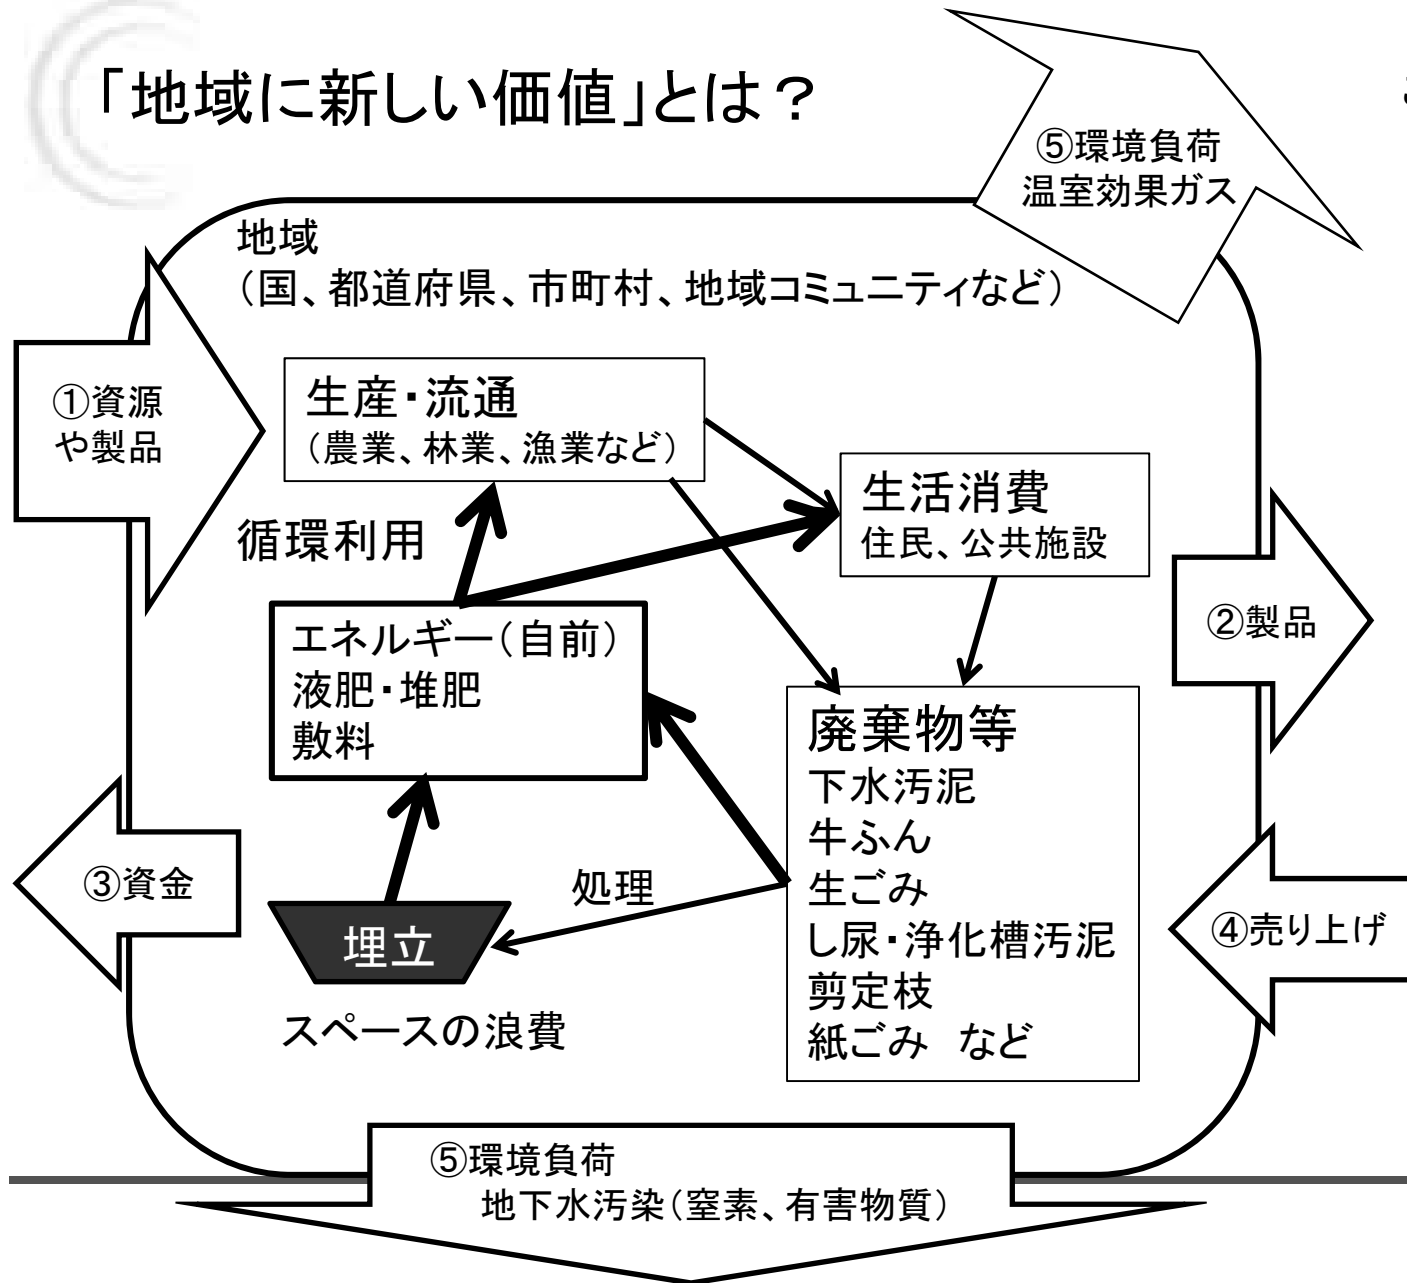 「地域に新しい価値」とは？
⑤環境負荷
温室効果ガス
地域
（国、都道府県、市町村、地域コミュニティなど）
①資源
や製品
生産・流通
（農業、林業、漁業など）
生活消費
住民、公共施設
循環利用
②製品
エネルギー（自前）
液肥・堆肥
敷料
廃棄物等
下水汚泥
牛ふん
生ごみ
し尿・浄化槽汚泥
剪定枝
紙ごみ　など
③資金
処理
④売り上げ
埋立
スペースの浪費
⑤環境負荷
地下水汚染（窒素、有害物質）